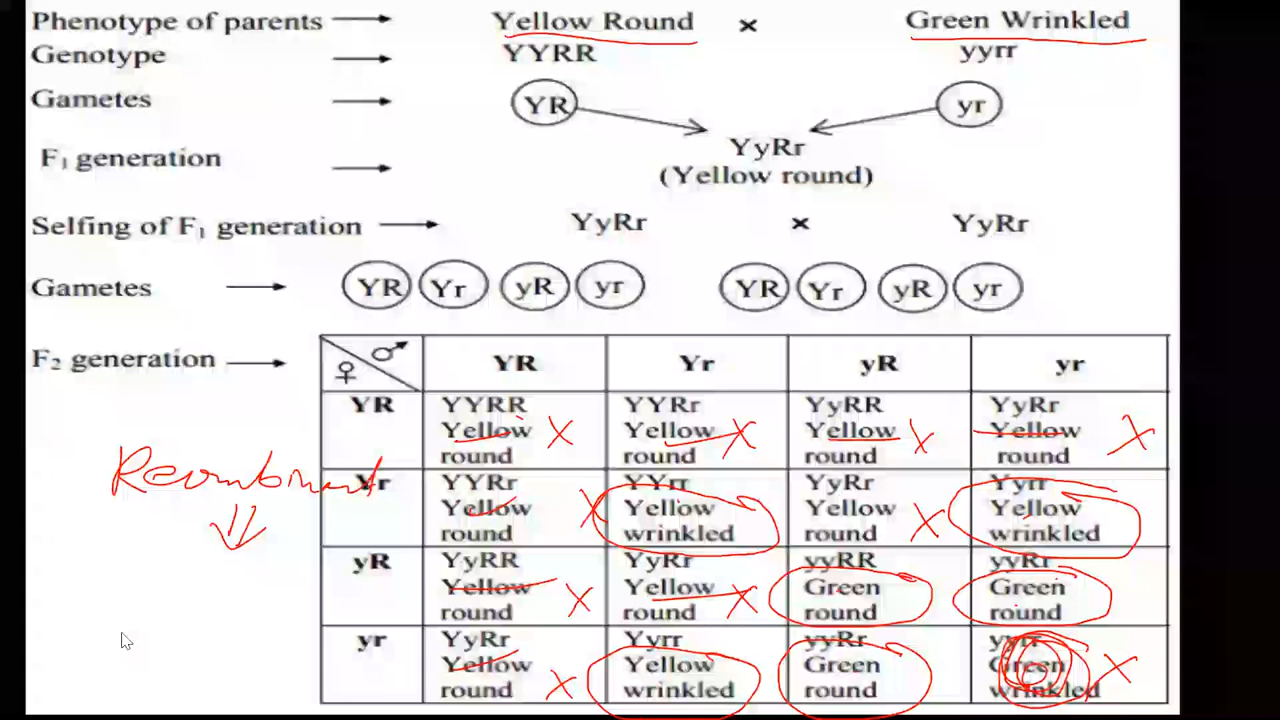 Phenotype of parents → Yellow Round × Green Wrinkled
Genotype → YYRR yyrr
Gametes → YR yr
F₁ generation → YyRr
(Yellow round)
Selfing of F₁ generation → YyRr × YyRr
Gametes → YR Yr yR yr YR Yr yR yr
F₂ generation → ♀ ♂ YR Yr yR yr
YR YYRR YYRr YyRR YyRr
Yellow Yellow Yellow Yellow
round round round round
Yr YYRr YYrr YyRr Yyrr
Yellow Yellow Yellow Yellow
round wrinkled round wrinkled
yR YyRR YyRr yyRR yyRr
Yellow Yellow Green Green
round round round round
yr YyRr Yyrr yyRr yyrr
Yellow Yellow Green Green
round wrinkled round wrinkled
Recombinant